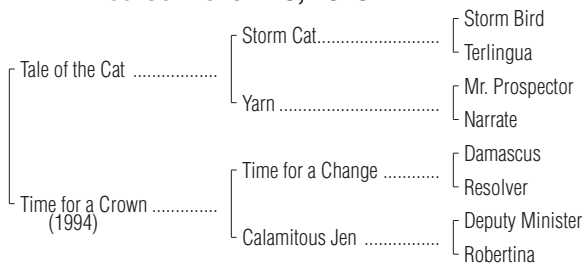 Storm Bird
Storm Cat........................
Terlingua
Tale of the Cat .................
Mr. Prospector
Yarn ................................
Narrate
Damascus
Time for a Change ...........
Resolver
Time for a Crown .............
(1994)
Deputy Minister
Calamitous Jen ...............
Robertina